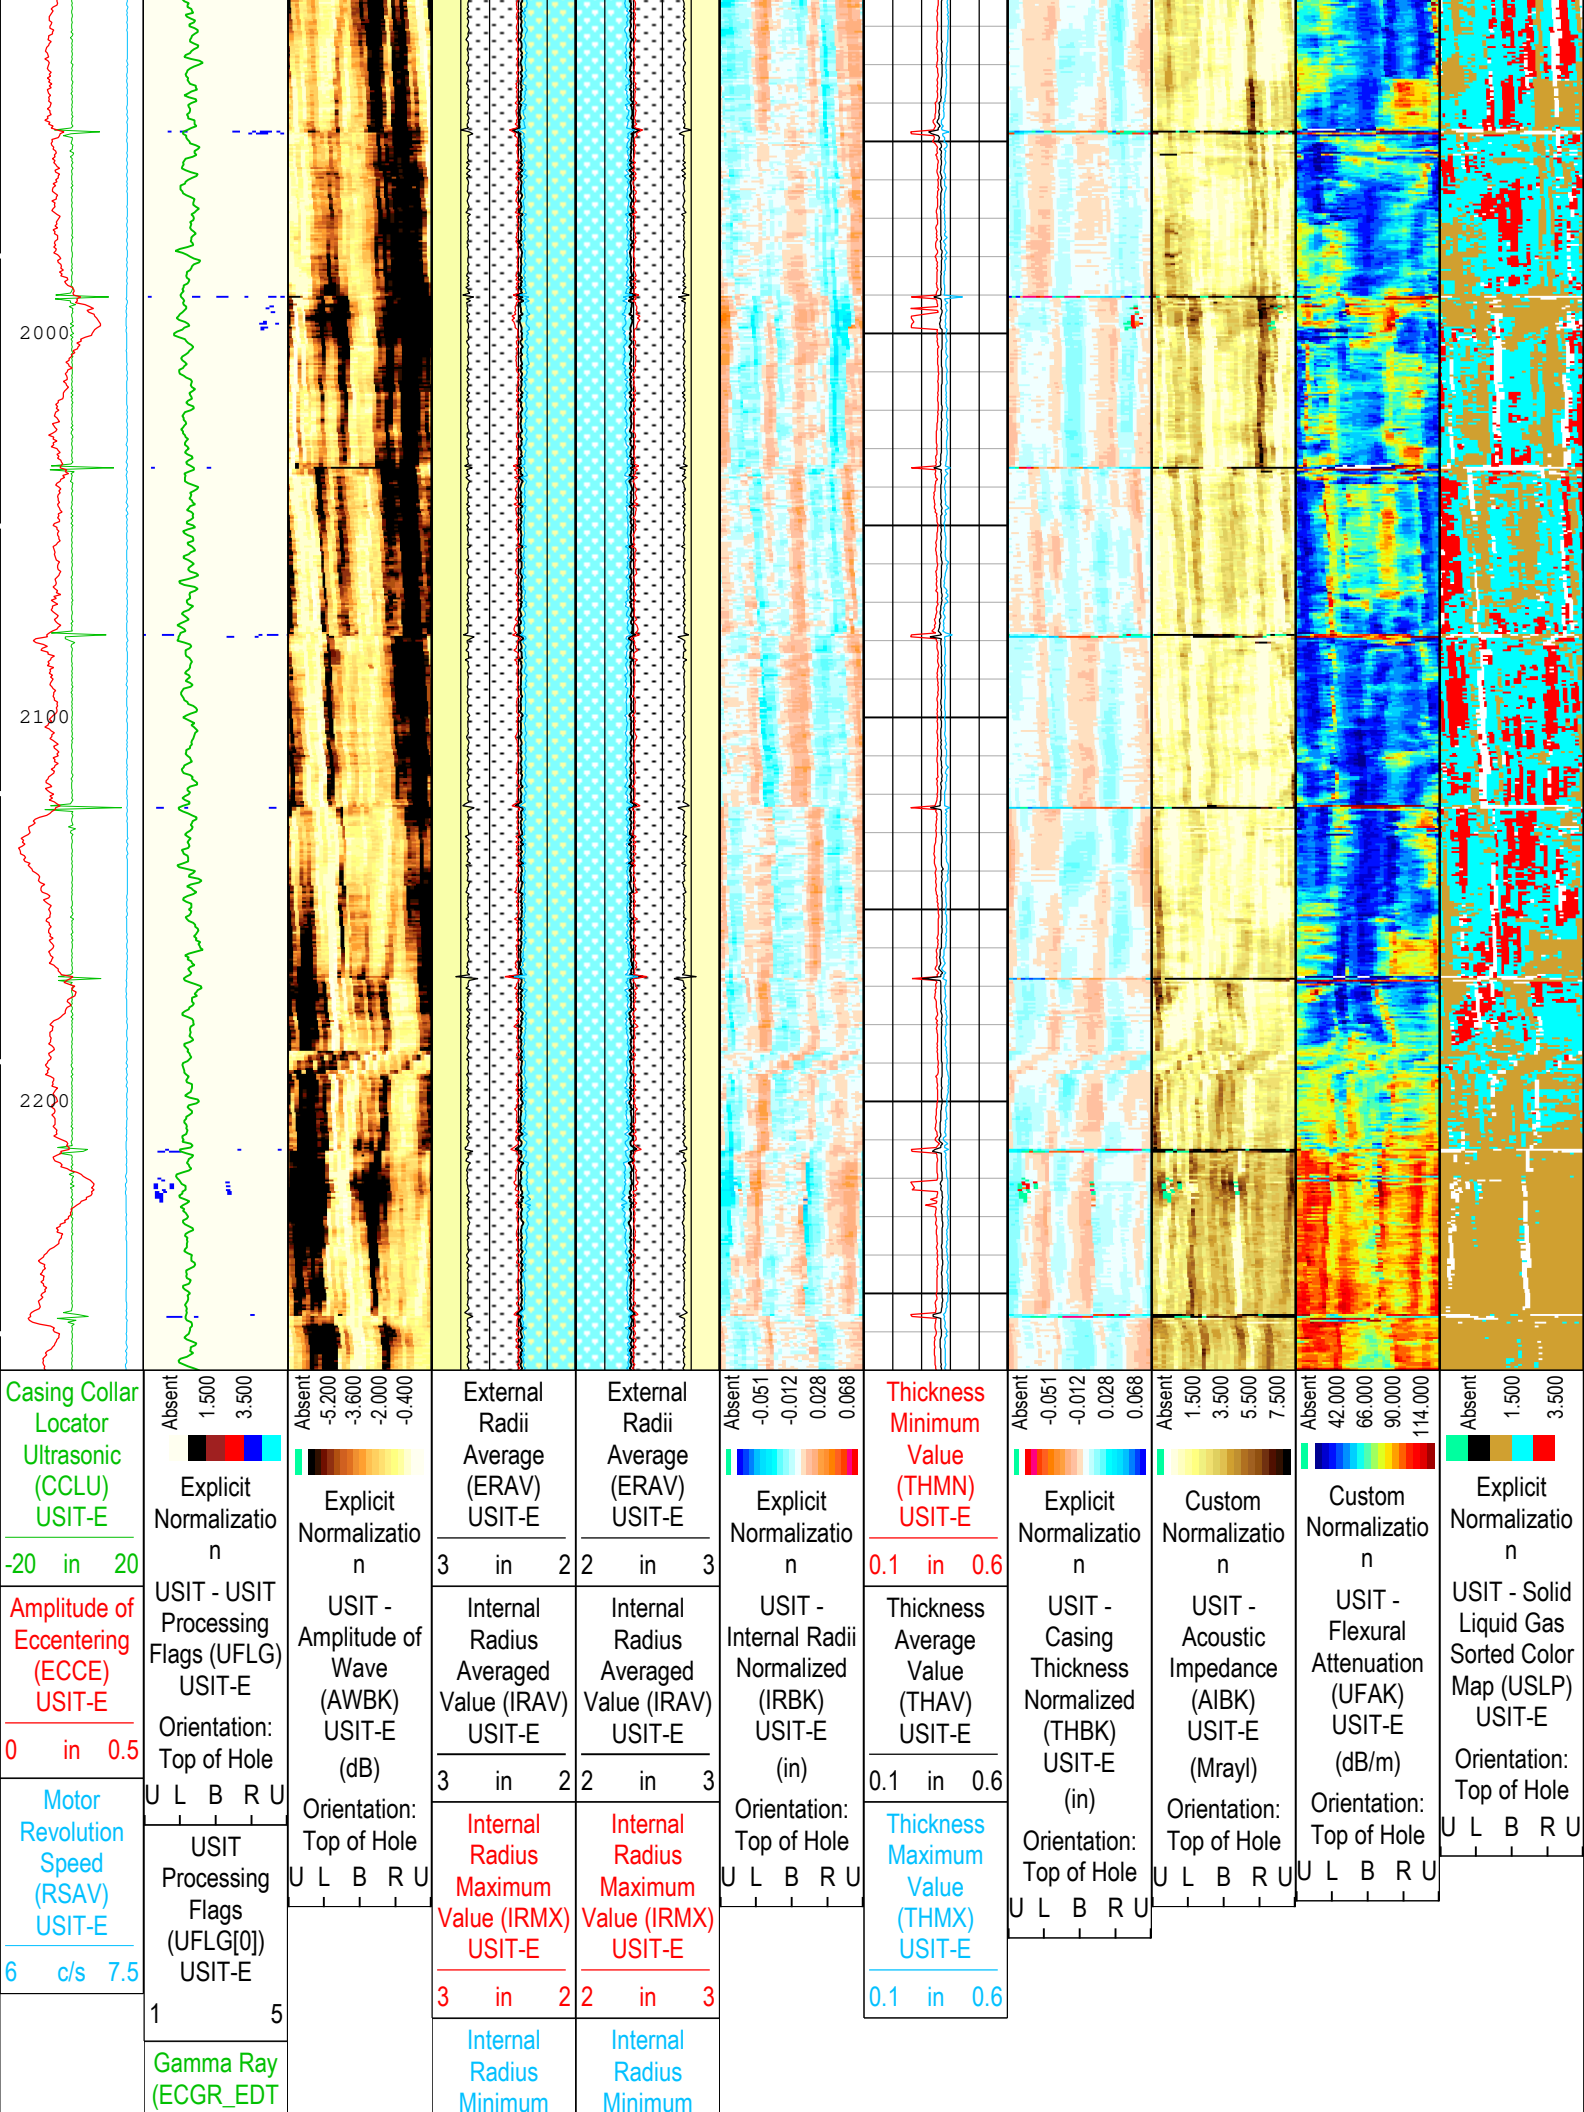 2000
2100
2200
Casing Collar
Locator
Ultrasonic
(CCLU)
USIT-E
-20 in 20
Amplitude of
Eccentering
(ECCE)
USIT-E
0 in 0.5
Motor
Revolution
Speed
(RSAV)
USIT-E
6 c/s 7.5
Absent
1.500
3.500
Explicit
Normalizatio
n
USIT - USIT
Processing
Flags (UFLG)
USIT-E
Orientation:
Top of Hole
U L B R U
USIT
Processing
Flags
(UFLG[0])
USIT-E
1 5
Gamma Ray
(ECGR_EDT
Absent
-5.200
-3.600
-2.000
-0.400
Explicit
Normalizatio
n
USIT -
Amplitude of
Wave
(AWBK)
USIT-E
(dB)
Orientation:
Top of Hole
U L B R U
External
Radii
Average
(ERAV)
USIT-E
3 in 2
Internal
Radius
Averaged
Value (IRAV)
USIT-E
3 in 2
Internal
Radius
Maximum
Value (IRMX)
USIT-E
3 in 2
Internal
Radius
Minimum
External
Radii
Average
(ERAV)
USIT-E
2 in 3
Internal
Radius
Averaged
Value (IRAV)
USIT-E
2 in 3
Internal
Radius
Maximum
Value (IRMX)
USIT-E
2 in 3
Internal
Radius
Minimum
Absent
-0.051
-0.012
0.028
0.068
Explicit
Normalizatio
n
USIT -
Internal Radii
Normalized
(IRBK)
USIT-E
(in)
Orientation:
Top of Hole
U L B R U
Thickness
Minimum
Value
(THMN)
USIT-E
0.1 in 0.6
Thickness
Average
Value
(THAV)
USIT-E
0.1 in 0.6
Thickness
Maximum
Value
(THMX)
USIT-E
0.1 in 0.6
Absent
-0.051
-0.012
0.028
0.068
Explicit
Normalizatio
n
USIT -
Casing
Thickness
Normalized
(THBK)
USIT-E
(in)
Orientation:
Top of Hole
U L B R U
Absent
1.500
3.500
5.500
7.500
Custom
Normalizatio
n
USIT -
Acoustic
Impedance
(AIBK)
USIT-E
(Mrayl)
Orientation:
Top of Hole
U L B R U
Absent
42.000
66.000
90.000
114.000
Custom
Normalizatio
n
USIT -
Flexural
Attenuation
(UFAK)
USIT-E
(dB/m)
Orientation:
Top of Hole
U L B R U
Absent
1.500
3.500
Explicit
Normalizatio
n
USIT - Solid
Liquid Gas
Sorted Color
Map (USLP)
USIT-E
Orientation:
Top of Hole
U L B R U